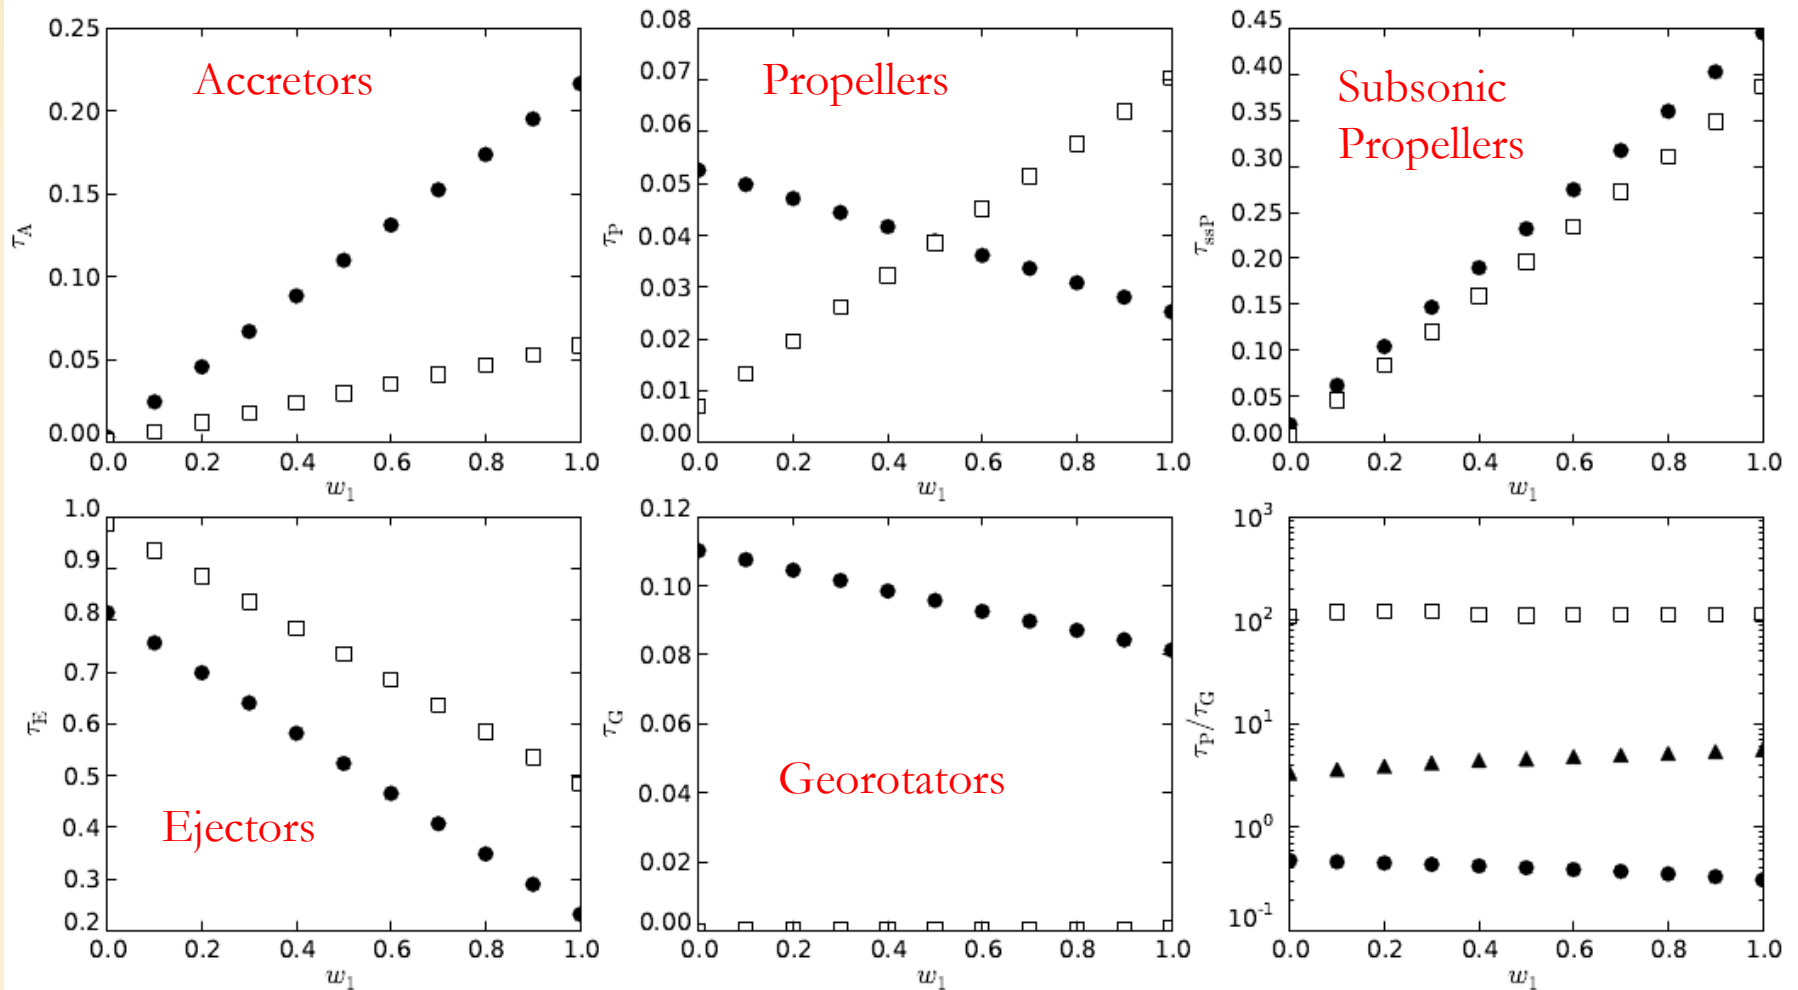 0.25
0.20
0.15
0.10
0.05
0.00
τA
Accretors
0.0 0.2 0.4 0.6 0.8 1.0
w1
0.08
0.07
0.06
0.05
0.04
0.03
0.02
0.01
0.00
τP
Propellers
0.0 0.2 0.4 0.6 0.8 1.0
w1
0.45
0.40
0.35
0.30
0.25
0.20
0.15
0.10
0.05
0.00
τssP
Subsonic
Propellers
0.0 0.2 0.4 0.6 0.8 1.0
w1
1.0
0.9
0.8
0.7
0.6
0.5
0.4
0.3
0.2
τE
Ejectors
0.0 0.2 0.4 0.6 0.8 1.0
w1
0.12
0.10
0.08
0.06
0.04
0.02
0.00
τG
Georotators
0.0 0.2 0.4 0.6 0.8 1.0
w1
10^3
10^2
10^1
10^0
10^-1
τP/τG
0.0 0.2 0.4 0.6 0.8 1.0
w1